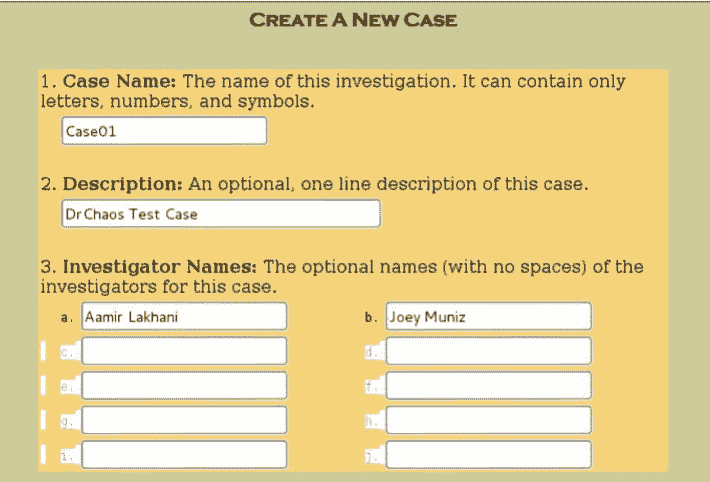 CREATE A NEW CASE
1. Case Name: The name of this investigation. It can contain only
letters, numbers, and symbols.
Case01
2. Description: An optional, one line description of this case.
DrChaos Test Case
3. Investigator Names: The optional names (with no spaces) of the
investigators for this case.
a. Aamir Lakhani b. Joey Muniz
c. d.
e. f.
g. h.
i. j.